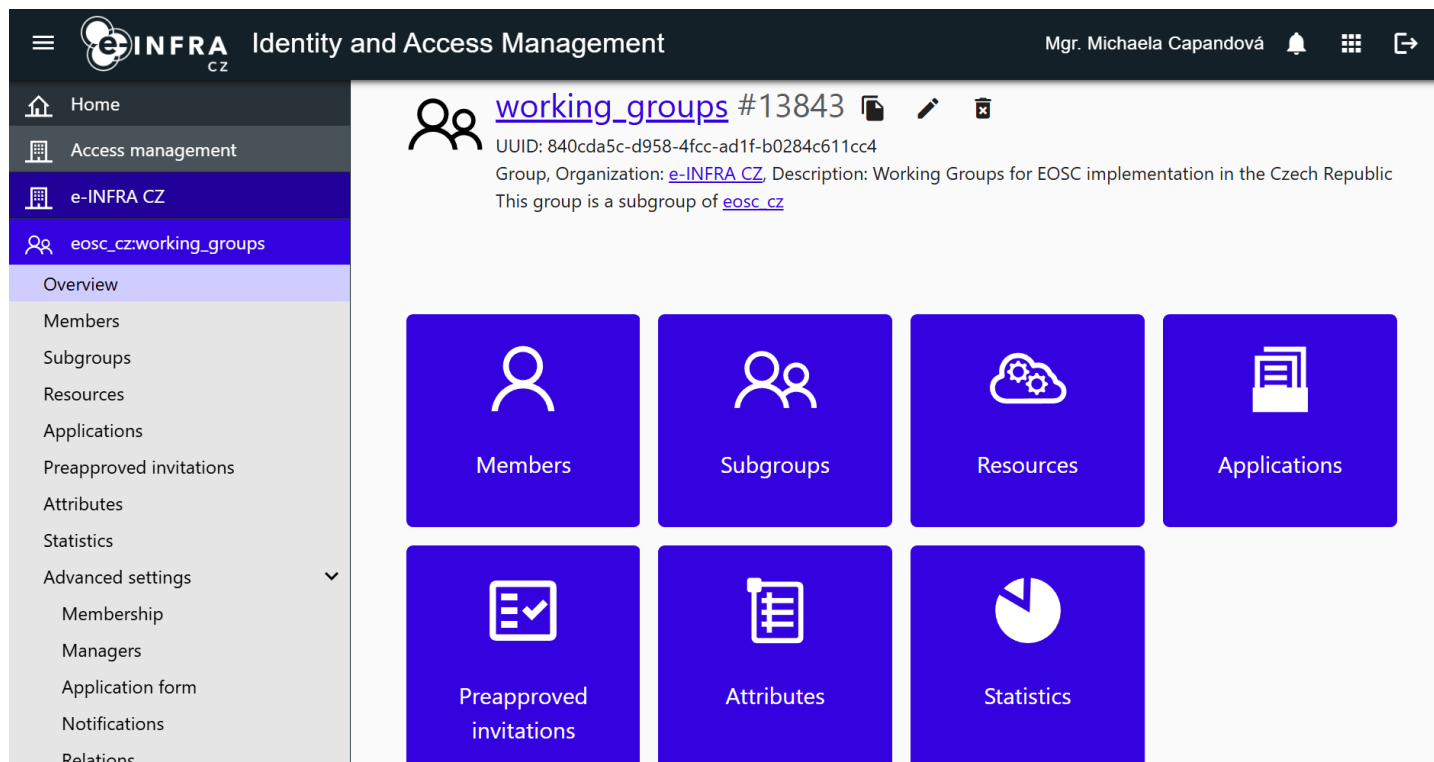 e-INFRA CZ
Identity and Access Management
Mgr. Michaela Capandová
Home
Access management
e-INFRA CZ
eosc_cz:working_groups
Overview
Members
Subgroups
Resources
Applications
Preapproved invitations
Attributes
Statistics
Advanced settings
Membership
Managers
Application form
Notifications
Relations
working_groups #13843
UUID: 840cda5c-d958-4fcc-ad1f-b0284c611cc4
Group, Organization: e-INFRA CZ, Description: Working Groups for EOSC implementation in the Czech Republic
This group is a subgroup of eosc_cz
Members
Subgroups
Resources
Applications
Preapproved
invitations
Attributes
Statistics